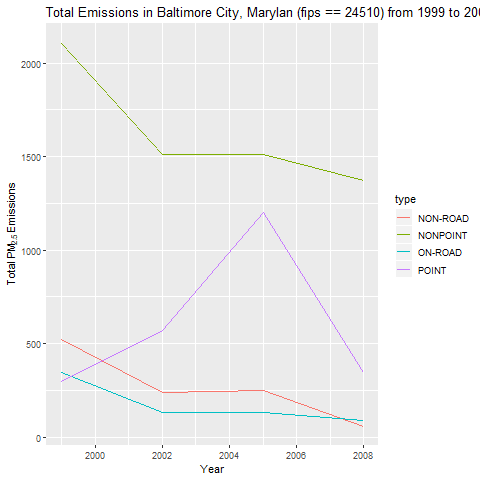 Total Emissions in Baltimore City, Marylan (fips == 24510) from 1999 to 200
2000
1500
1000
500
0
Total PM2.5 Emissions
2000
2002
2004
2006
2008
Year
type
NON-ROAD
NONPOINT
ON-ROAD
POINT